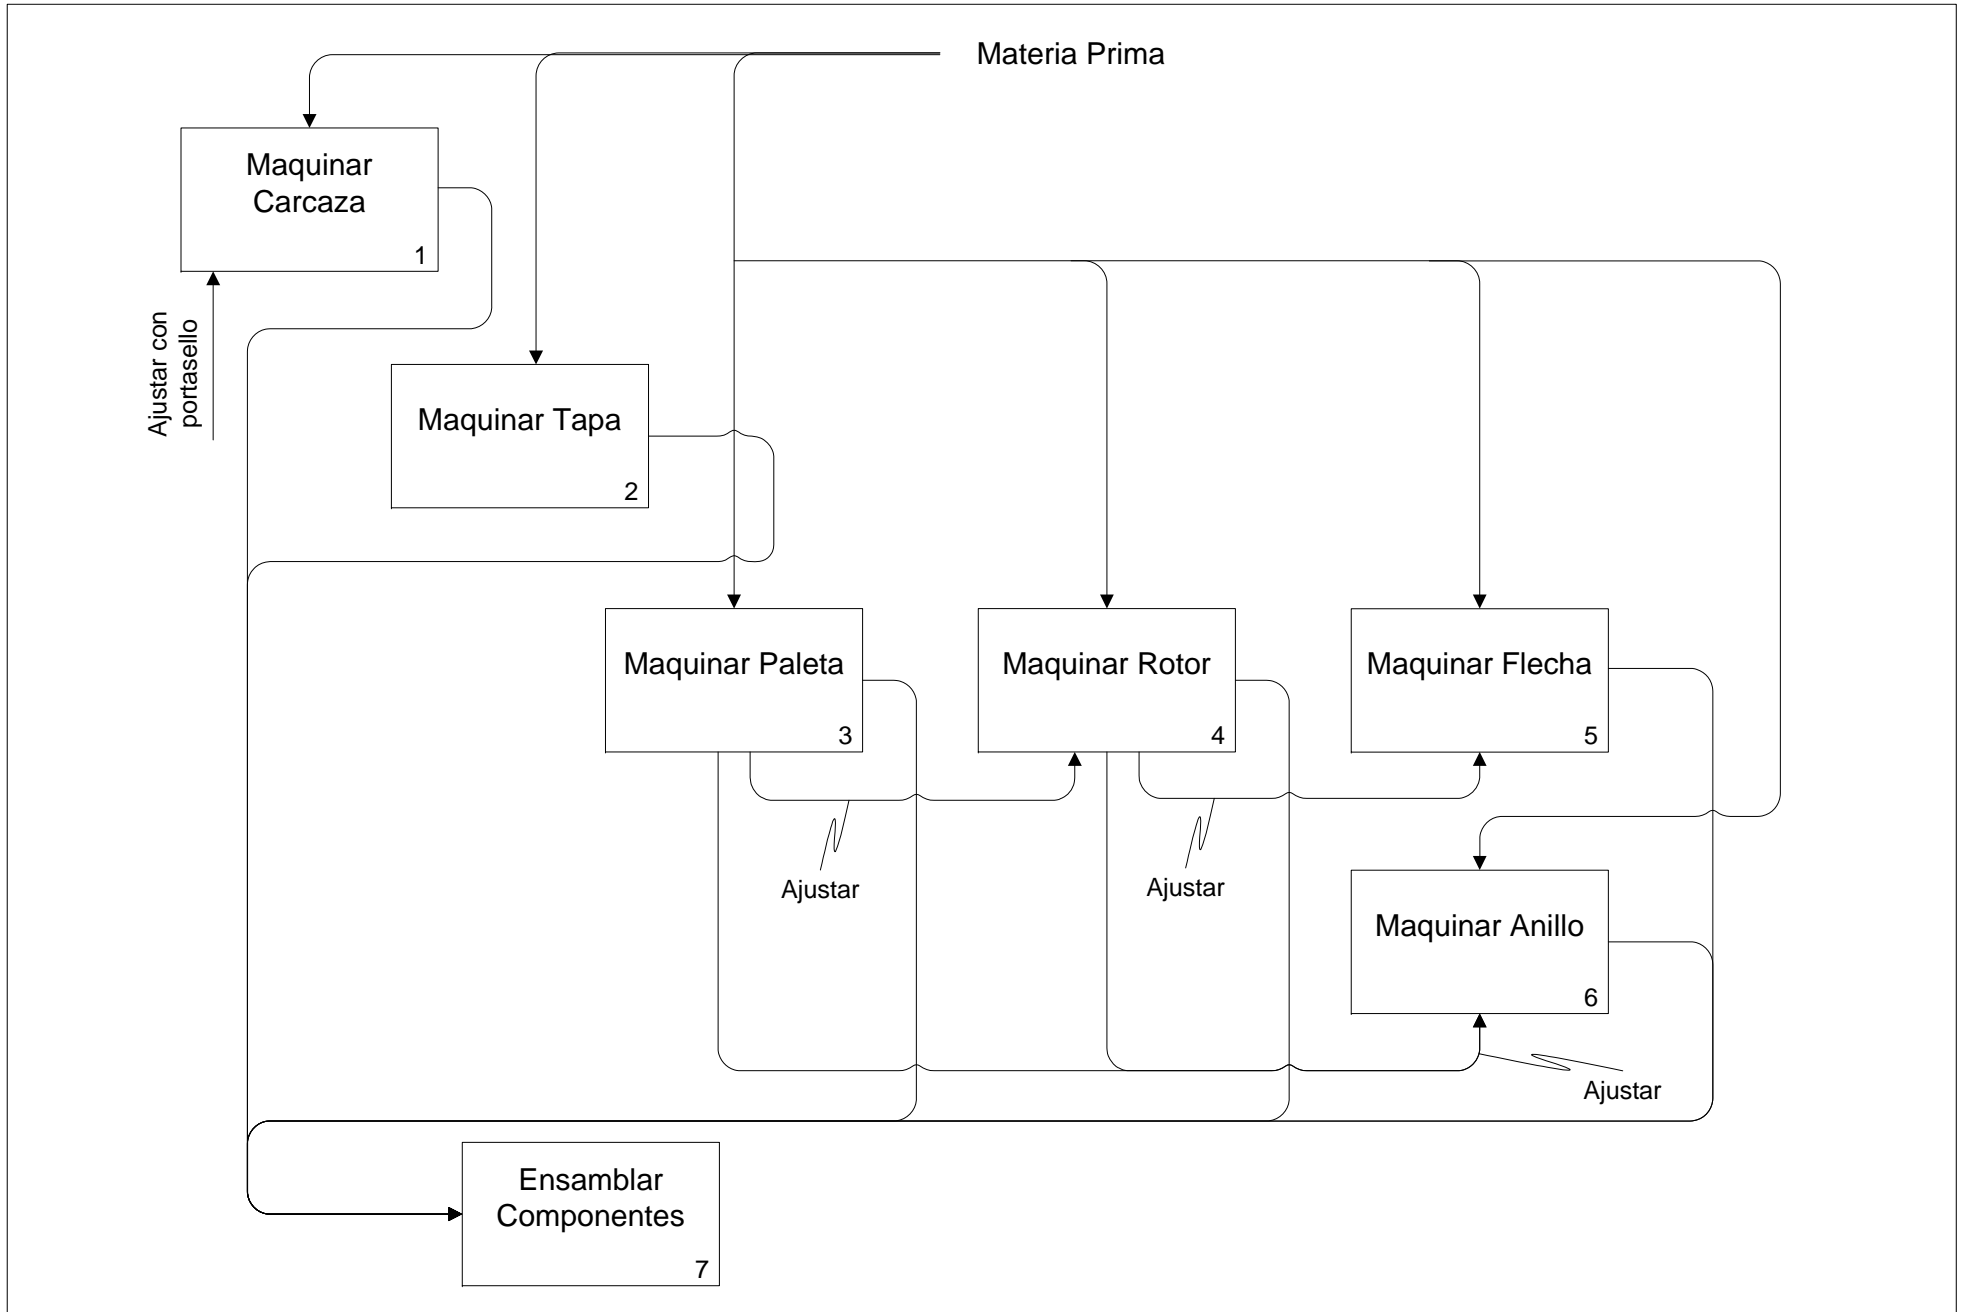 Materia Prima
Maquinar
Carcaza
1
Ajustar con
portasello
Maquinar Tapa
2
Maquinar Paleta
3
Maquinar Rotor
4
Maquinar Flecha
5
Ajustar
Ajustar
Maquinar Anillo
6
Ajustar
Ensamblar
Componentes
7